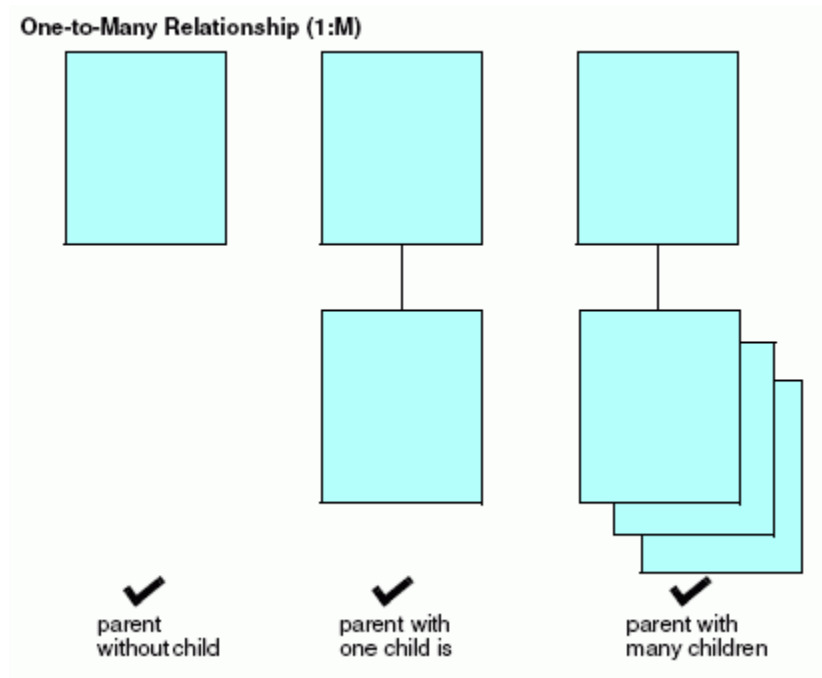 One-to-Many Relationship (1:M)
parent
without child
parent with
one child is
parent with
many children